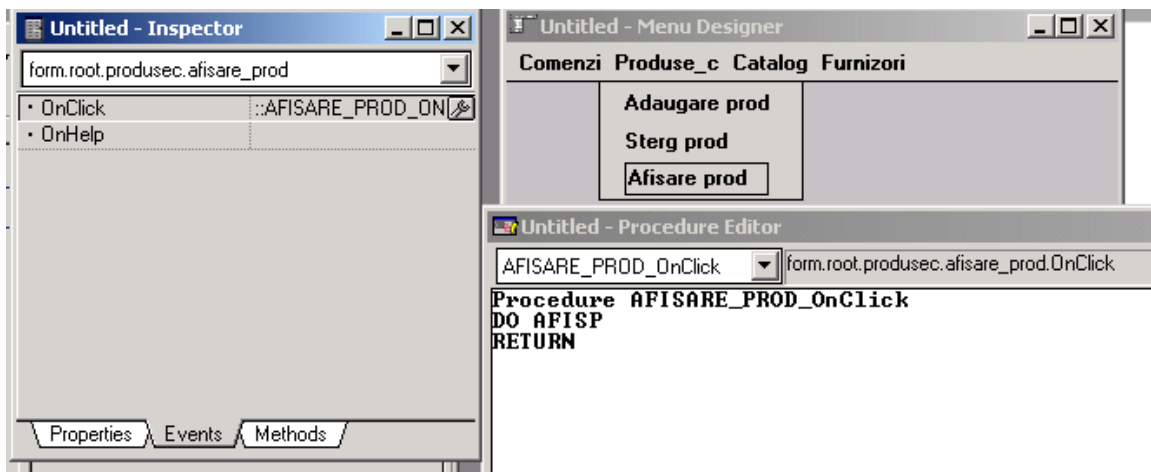 Untitled - Inspector
form.root.produsec.afisare_prod
OnClick ::AFISARE_PROD_ON
OnHelp
Properties Events Methods
Untitled - Menu Designer
Comenzi Produse_c Catalog Furnizori
Adaugare prod
Sterg prod
Afisare prod
Untitled - Procedure Editor
AFISARE_PROD_OnClick form.root.produsec.afisare_prod.OnClick
Procedure AFISARE_PROD_OnClick
DO AFISP
RETURN